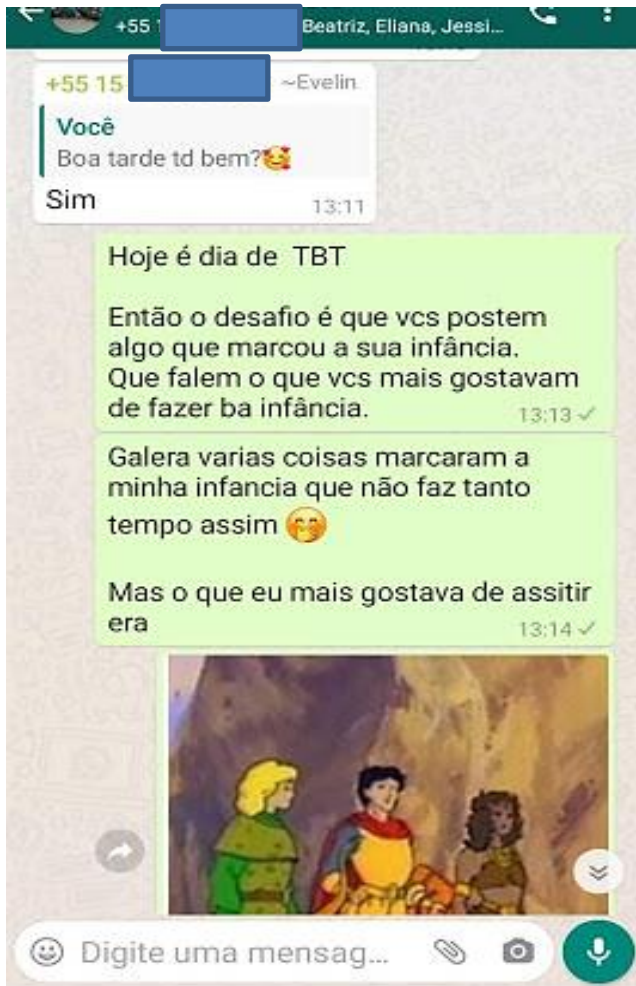 +55 1 Beatriz, Eliana, Jessi...
+55 15 ~Evelin
Você
Boa tarde td bem?🥰
Sim
13:11
Hoje é dia de TBT
Então o desafio é que vcs postem
algo que marcou a sua infância.
Que falem o que vcs mais gostavam
de fazer ba infância.
13:13
Galera varias coisas marcaram a
minha infancia que não faz tanto
tempo assim 🤭
Mas o que eu mais gostava de assitir
era
13:14
Digite uma mensag...